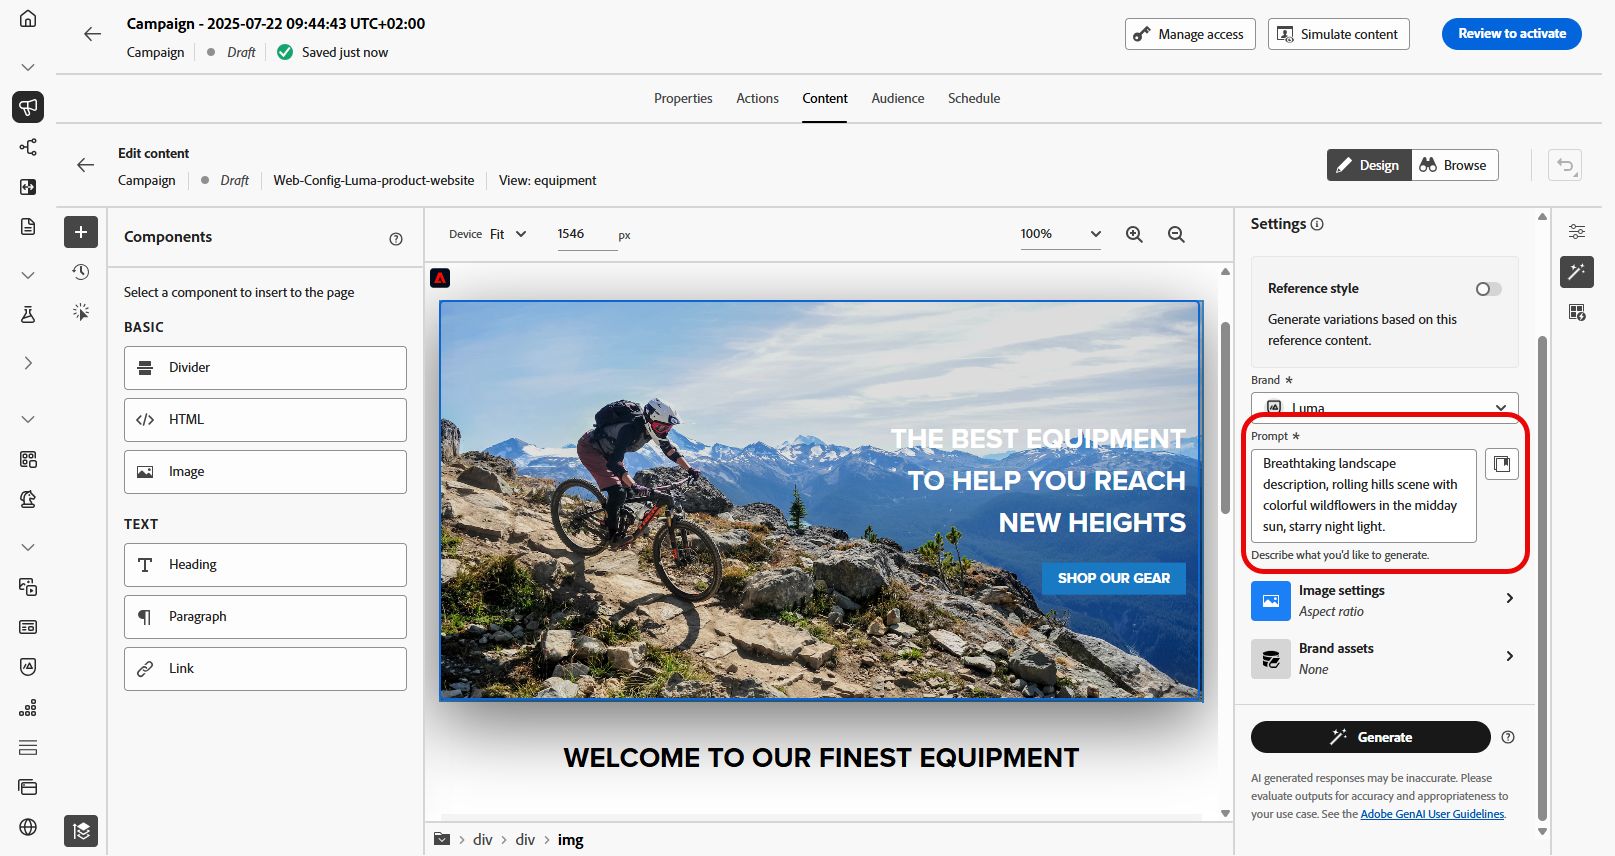 Campaign - 2025-07-22 09:44:43 UTC+02:00
Campaign
Draft
Saved just now
Manage access
Simulate content
Review to activate
Properties
Actions
Content
Audience
Schedule
Edit content
Campaign
Draft
Web-Config-Luma-product-website
View: equipment
Design
Browse
Components
Select a component to insert to the page
BASIC
Divider
HTML
Image
TEXT
Heading
Paragraph
Link
Device Fit
1546 px
100%
THE BEST EQUIPMENT
TO HELP YOU REACH
NEW HEIGHTS
SHOP OUR GEAR
WELCOME TO OUR FINEST EQUIPMENT
div > div > img
Settings
Reference style
Generate variations based on this
reference content.
Brand *
Luma
Prompt *
Breathtaking landscape
description, rolling hills scene with
colorful wildflowers in the midday
sun, starry night light.
Describe what you'd like to generate.
Image settings
Aspect ratio
Brand assets
None
Generate
AI generated responses may be inaccurate. Please
evaluate outputs for accuracy and appropriateness to
your use case. See the Adobe GenAI User Guidelines.